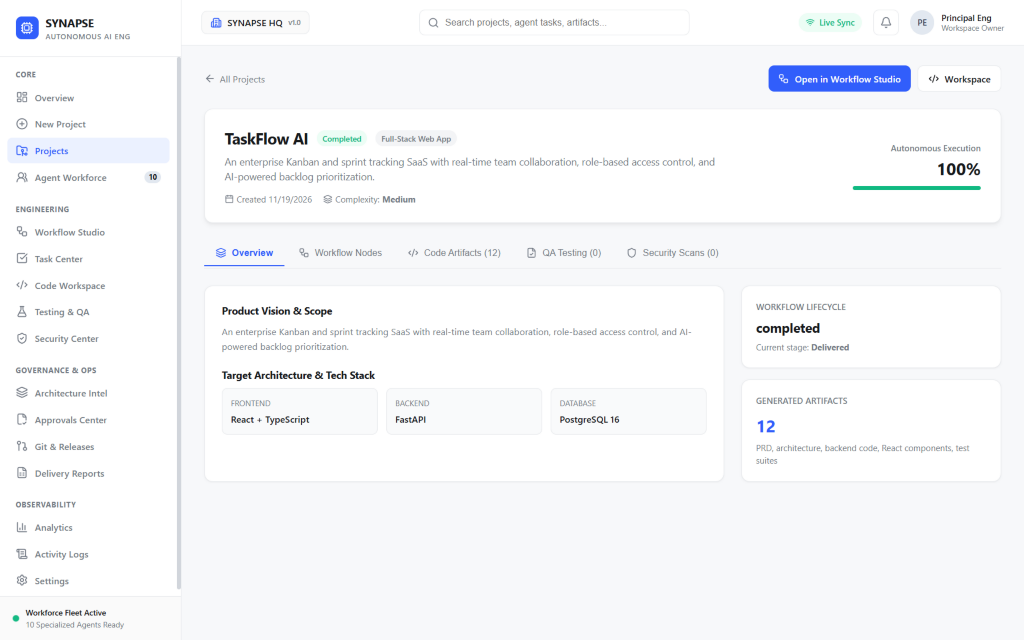 SYNAPSE
AUTONOMOUS AI ENG
CORE
Overview
New Project
Projects
Agent Workforce 10
ENGINEERING
Workflow Studio
Task Center
Code Workspace
Testing & QA
Security Center
GOVERNANCE & OPS
Architecture Intel
Approvals Center
Git & Releases
Delivery Reports
OBSERVABILITY
Analytics
Activity Logs
Settings
Workforce Fleet Active
10 Specialized Agents Ready
SYNAPSE HQ v1.0
Search projects, agent tasks, artifacts...
Live Sync
PE
Principal Eng
Workspace Owner
All Projects
Open in Workflow Studio
Workspace
TaskFlow AI Completed Full-Stack Web App
An enterprise Kanban and sprint tracking SaaS with real-time team collaboration, role-based access control, and
AI-powered backlog prioritization.
Created 11/19/2026 Complexity: Medium
Autonomous Execution
100%
Overview Workflow Nodes Code Artifacts (12) QA Testing (0) Security Scans (0)
Product Vision & Scope
An enterprise Kanban and sprint tracking SaaS with real-time team collaboration, role-based access control, and AI-
powered backlog prioritization.
Target Architecture & Tech Stack
FRONTEND
React + TypeScript
BACKEND
FastAPI
DATABASE
PostgreSQL 16
WORKFLOW LIFECYCLE
completed
Current stage: Delivered
GENERATED ARTIFACTS
12
PRD, architecture, backend code, React components, test
suites